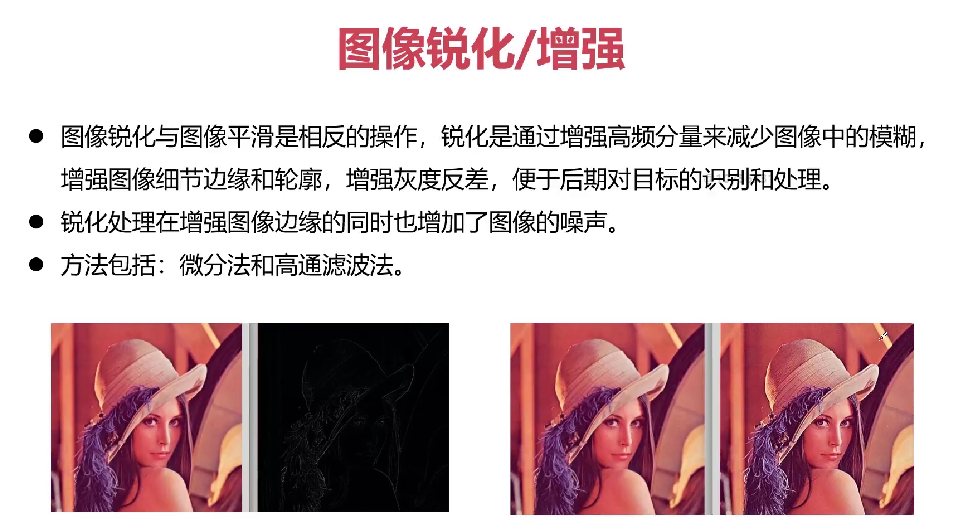 图像锐化/增强
● 图像锐化与图像平滑是相反的操作，锐化是通过增强高频分量来减少图像中的模糊，
增强图像细节边缘和轮廓，增强灰度反差，便于后期对目标的识别和处理。
● 锐化处理在增强图像边缘的同时也增加了图像的噪声。
● 方法包括：微分法和高通滤波法。